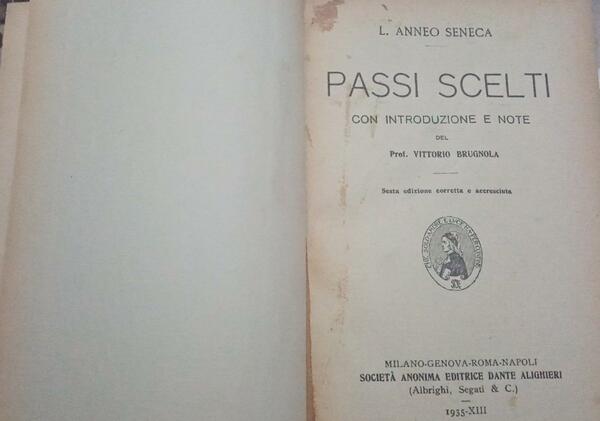 L. ANNEO SENECA
PASSI SCELTI
CON INTRODUZIONE E NOTE
DEL
Prof. VITTORIO BRUGNOLA
Sesta edizione corretta e accresciuta
MILANO-GENOVA-ROMA-NAPOLI
SOCIETÀ ANONIMA EDITRICE DANTE ALIGHIERI
(Albrighi, Segati & C.)
1935-XIII